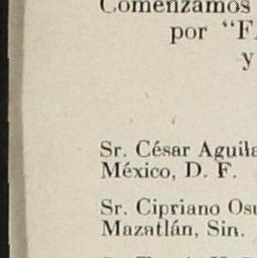 Comenzamos
por "F
y
Sr. César Aguila
México, D. F.
Sr. Cipriano Osu
Mazatlán, Sin.